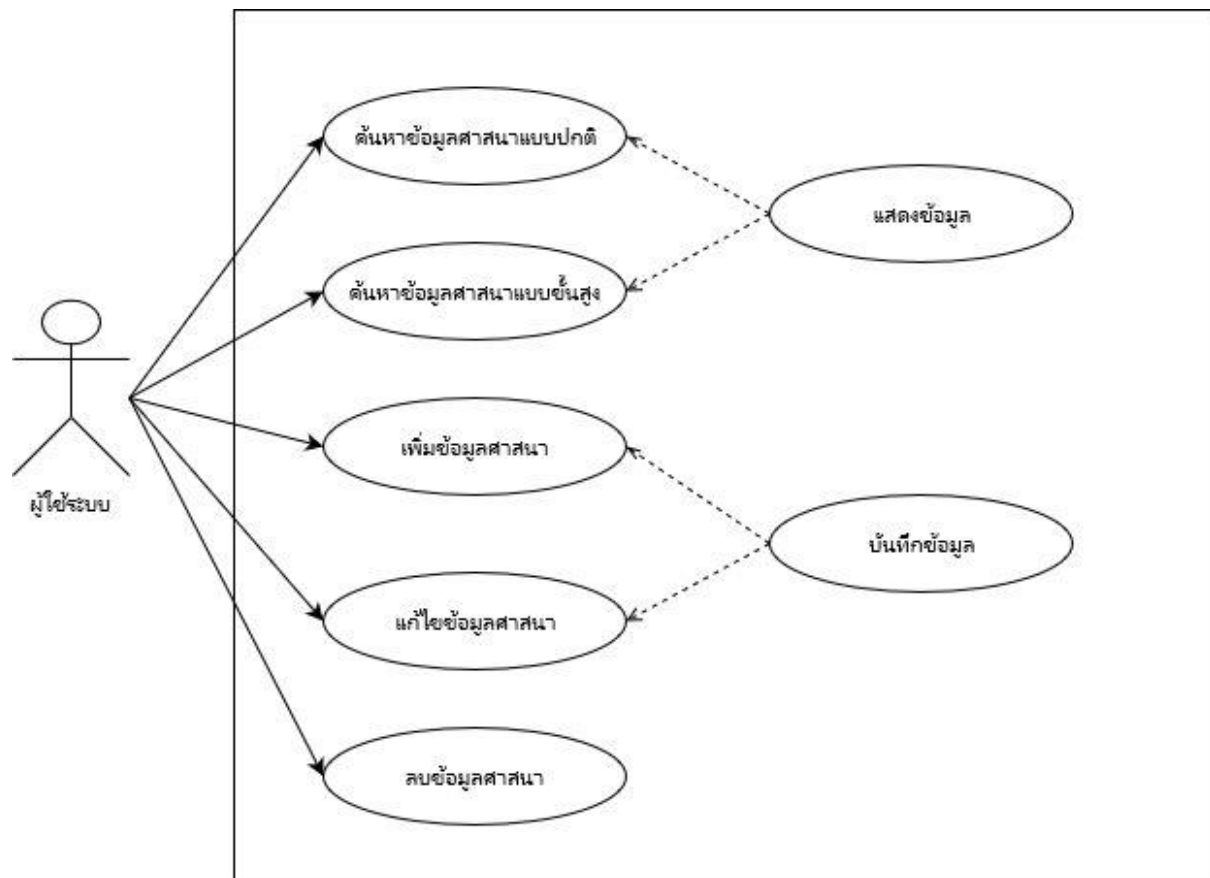 ค้นหาข้อมูลศาสนาแบบปกติ
แสดงข้อมูล
ค้นหาข้อมูลศาสนาแบบขั้นสูง
เพิ่มข้อมูลศาสนา
ผู้ใช้ระบบ
บันทึกข้อมูล
แก้ไขข้อมูลศาสนา
ลบข้อมูลศาสนา